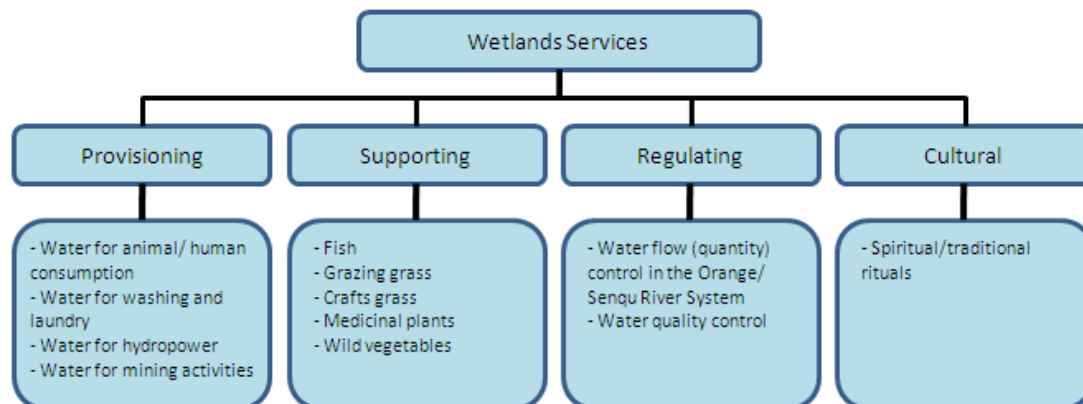 Wetlands Services
Provisioning
Supporting
Regulating
Cultural
- Water for animal/ human
consumption
- Water for washing and
laundry
- Water for hydropower
- Water for mining activities
- Fish
- Grazing grass
- Crafts grass
- Medicinal plants
- Wild vegetables
- Water flow (quantity)
control in the Orange/
Senqu River System
- Water quality control
- Spiritual/traditional
rituals